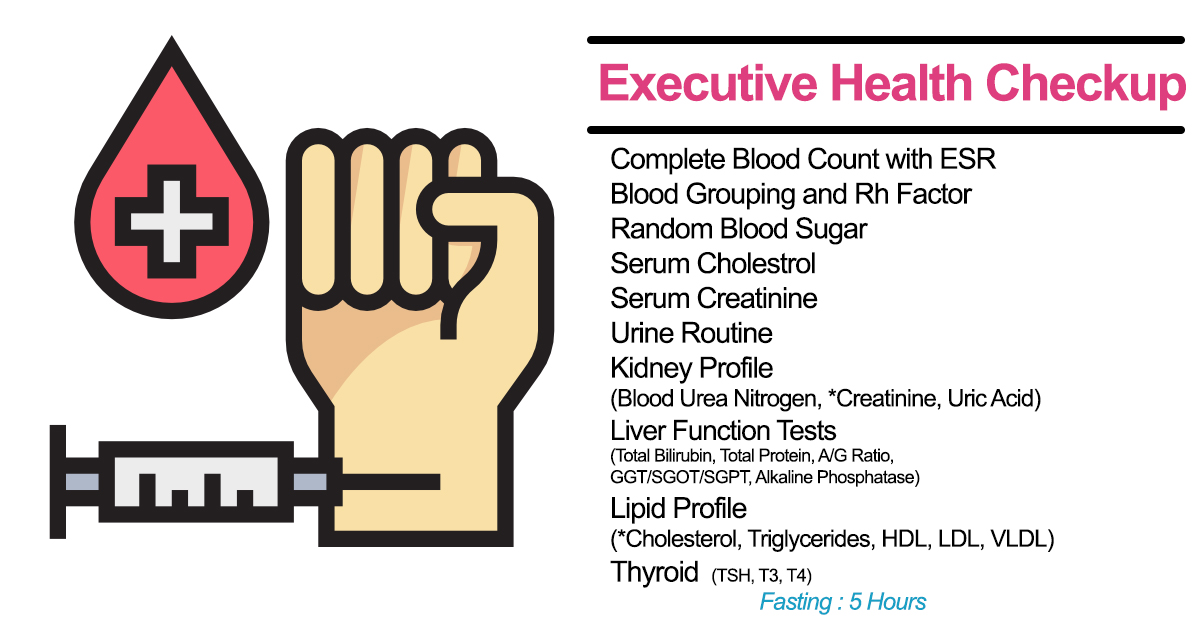 Executive Health Checkup
Complete Blood Count with ESR
Blood Grouping and Rh Factor
Random Blood Sugar
Serum Cholestrol
Serum Creatinine
Urine Routine
Kidney Profile
(Blood Urea Nitrogen, *Creatinine, Uric Acid)
Liver Function Tests
(Total Bilirubin, Total Protein, A/G Ratio,
GGT/SGOT/SGPT, Alkaline Phosphatase)
Lipid Profile
(*Cholesterol, Triglycerides, HDL, LDL, VLDL)
Thyroid (TSH, T3, T4)
Fasting : 5 Hours